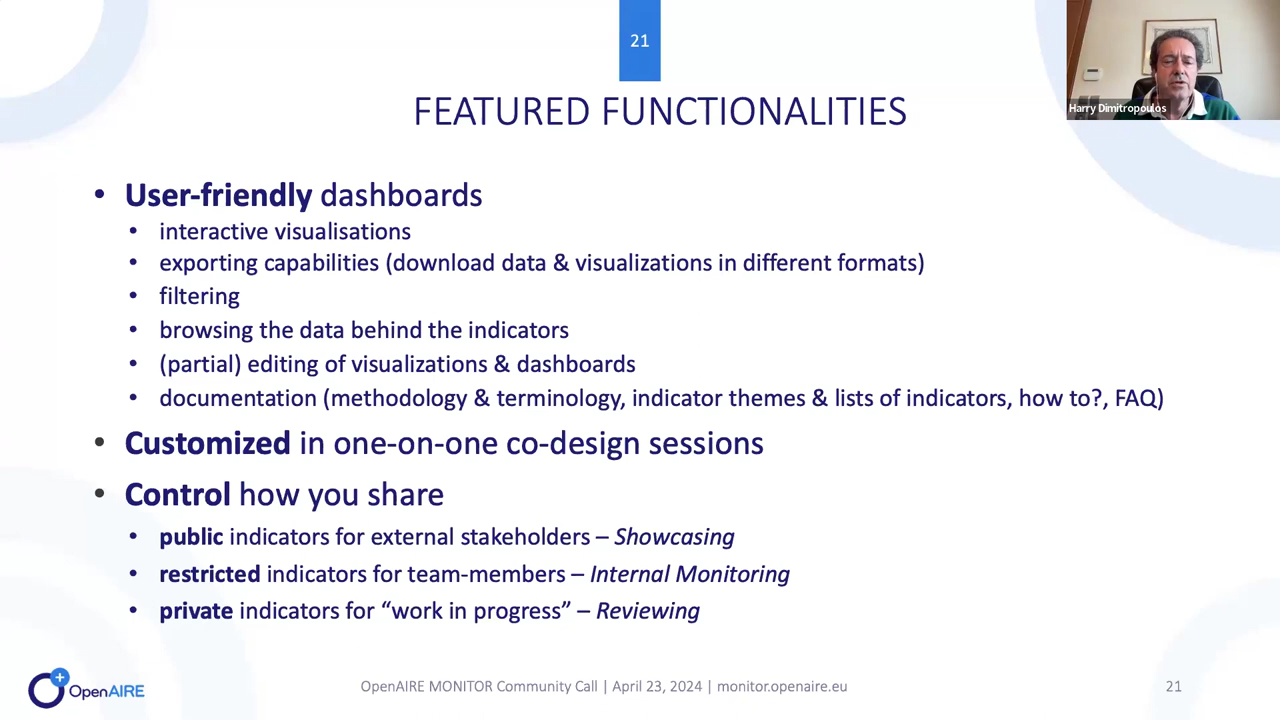 21
Harry Dimitropoulos
FEATURED FUNCTIONALITIES
• User-friendly dashboards
• interactive visualisations
• exporting capabilities (download data & visualizations in different formats)
• filtering
• browsing the data behind the indicators
• (partial) editing of visualizations & dashboards
• documentation (methodology & terminology, indicator themes & lists of indicators, how to?, FAQ)
• Customized in one-on-one co-design sessions
• Control how you share
• public indicators for external stakeholders – Showcasing
• restricted indicators for team-members – Internal Monitoring
• private indicators for “work in progress” – Reviewing
OpenAIRE
OpenAIRE MONITOR Community Call | April 23, 2024 | monitor.openaire.eu
21